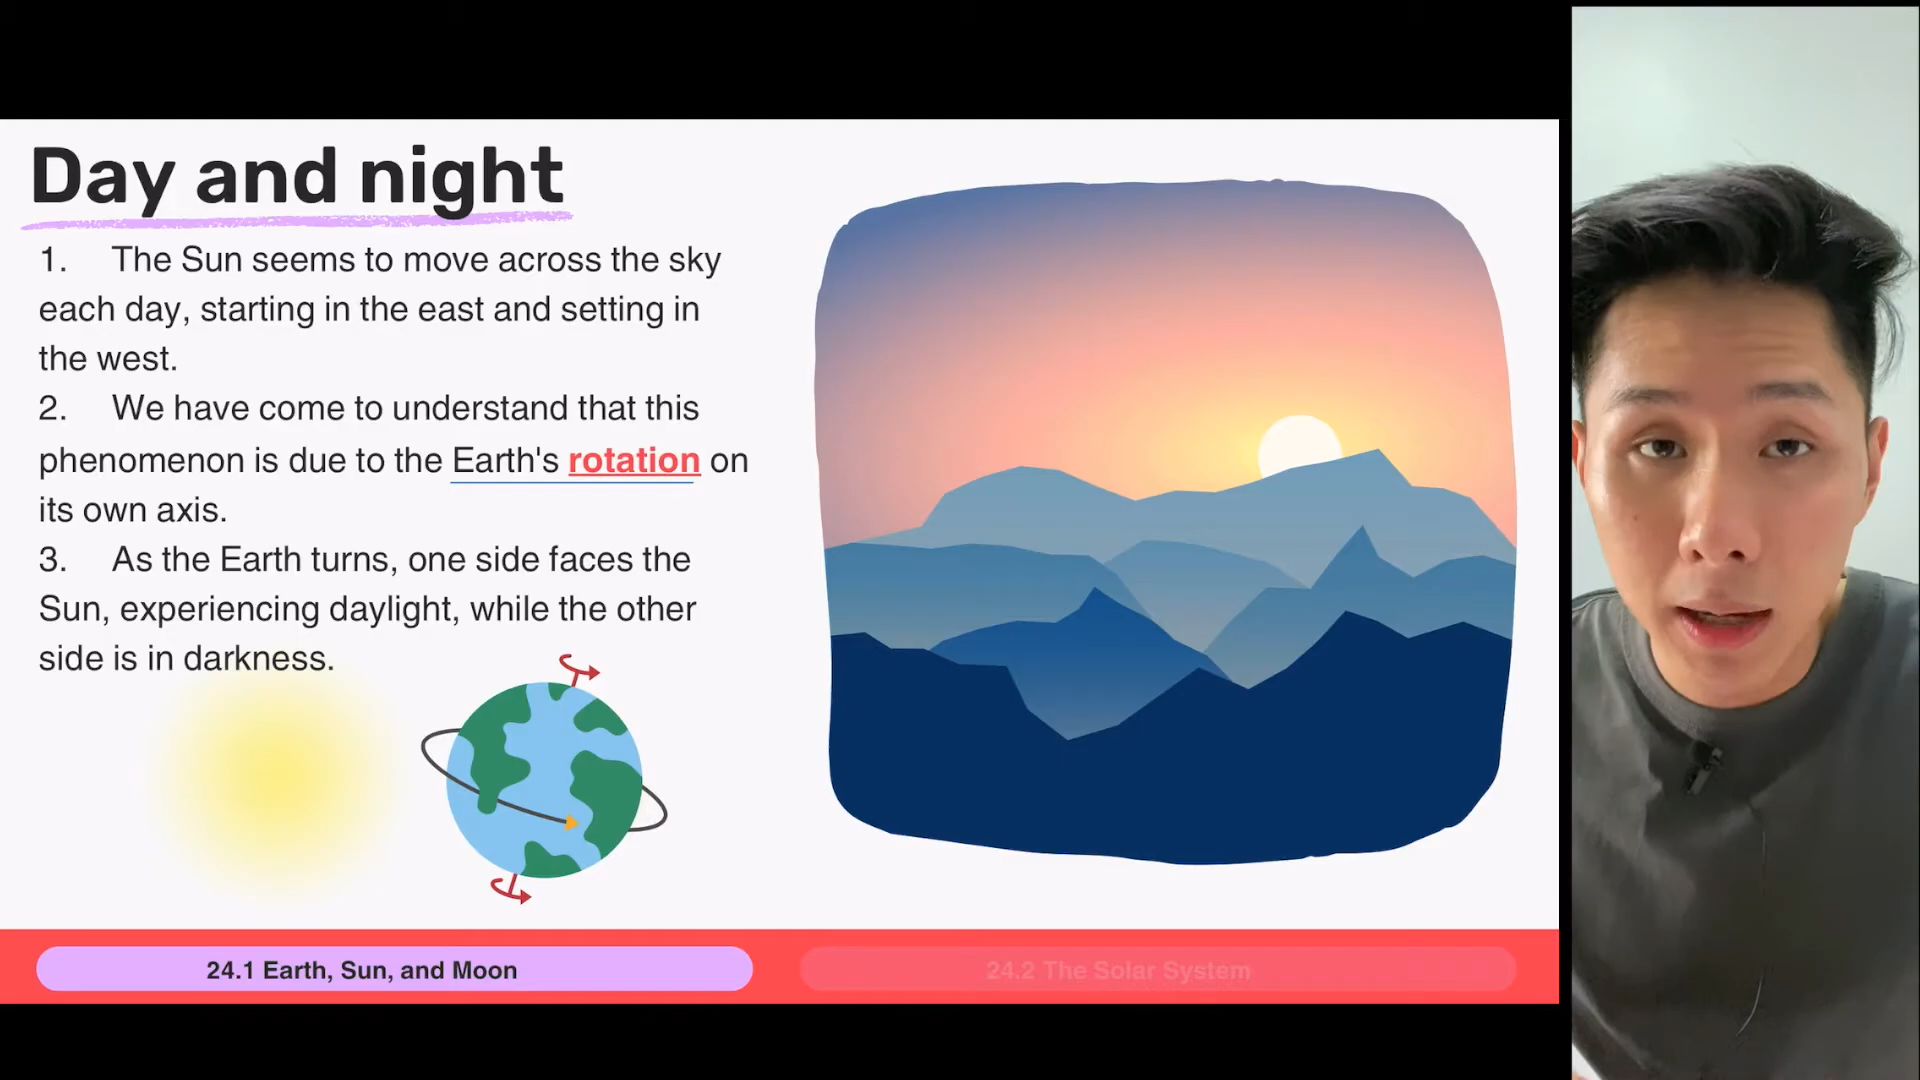 Day and night
1. The Sun seems to move across the sky
each day, starting in the east and setting in
the west.
2. We have come to understand that this
phenomenon is due to the Earth's rotation on
its own axis.
3. As the Earth turns, one side faces the
Sun, experiencing daylight, while the other
side is in darkness.
24.1 Earth, Sun, and Moon
24.2 The Solar System